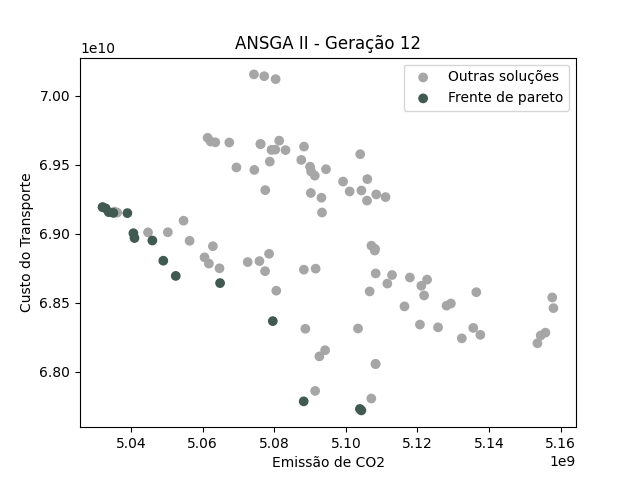 ANSGA II - Geração 12
1e10
Outras soluções
Frente de pareto
7.00
6.95
6.90
6.85
6.80
Custo do Transporte
5.04 5.06 5.08 5.10 5.12 5.14 5.16
1e9
Emissão de CO2